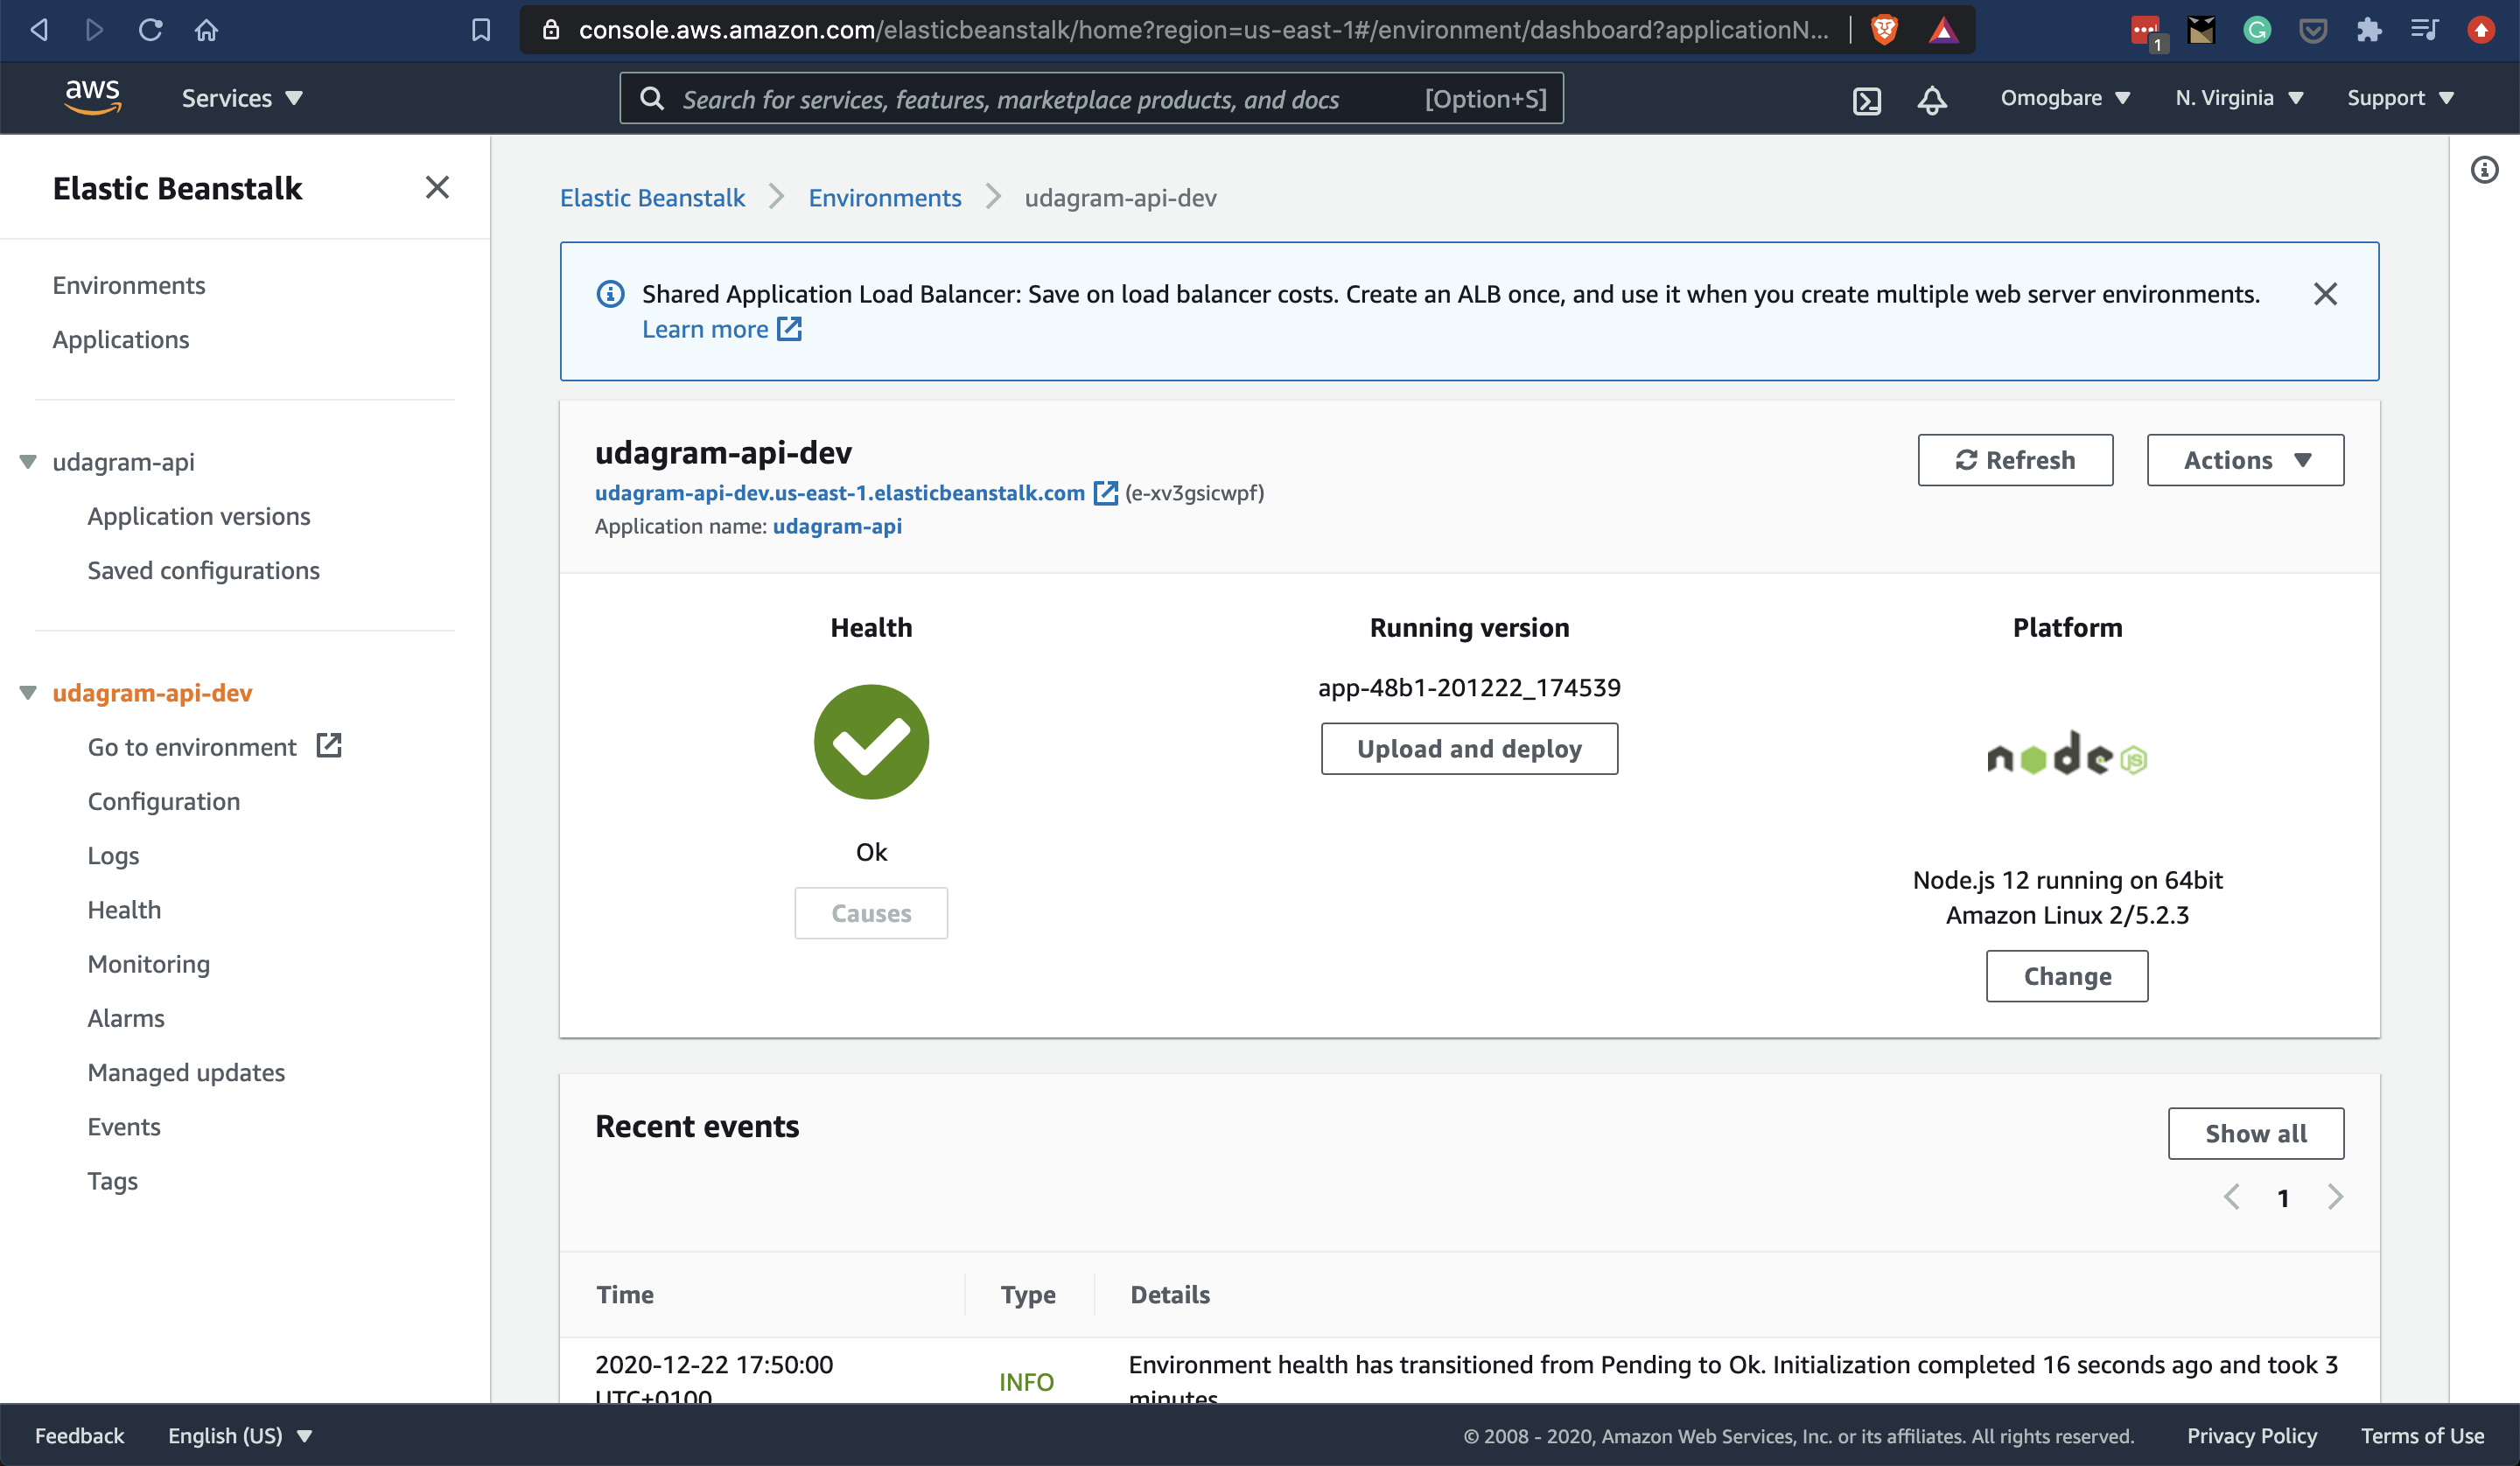 console.aws.amazon.com/elasticbeanstalk/home?region=us-east-1#/environment/dashboard?applicationN...
1
aws
Services
Search for services, features, marketplace products, and docs
[Option+S]
Omogbare
N. Virginia
Support
Elastic Beanstalk
Environments
Applications
udagram-api
Application versions
Saved configurations
udagram-api-dev
Go to environment
Configuration
Logs
Health
Monitoring
Alarms
Managed updates
Events
Tags
Elastic Beanstalk > Environments > udagram-api-dev
Shared Application Load Balancer: Save on load balancer costs. Create an ALB once, and use it when you create multiple web server environments.
Learn more
udagram-api-dev
udagram-api-dev.us-east-1.elasticbeanstalk.com (e-xv3gsicwpf)
Application name: udagram-api
Refresh
Actions
Health
Ok
Causes
Running version
app-48b1-201222_174539
Upload and deploy
Platform
node JS
Node.js 12 running on 64bit
Amazon Linux 2/5.2.3
Change
Recent events
Show all
1
Time
Type
Details
2020-12-22 17:50:00
UTC+0100
INFO
Environment health has transitioned from Pending to Ok. Initialization completed 16 seconds ago and took 3
minutes.
Feedback
English (US)
© 2008 - 2020, Amazon Web Services, Inc. or its affiliates. All rights reserved.
Privacy Policy
Terms of Use